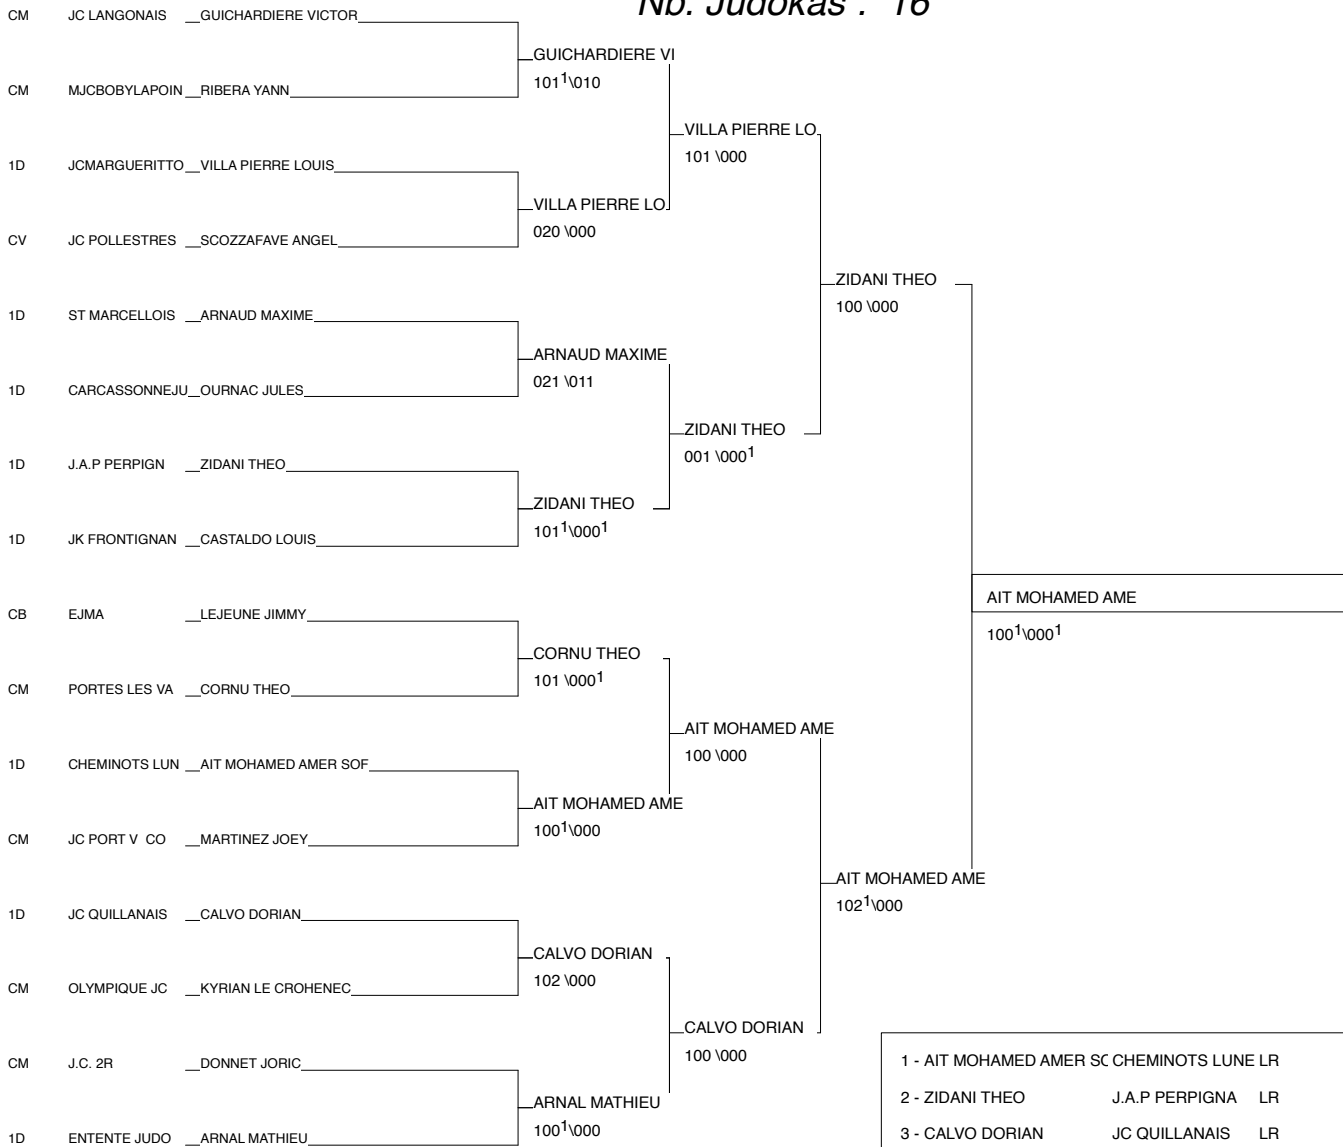 Nb. Judokas : 16
CM JC LANGONAIS GUICHARDIERE VICTOR
GUICHARDIERE VI
101¹\010
CM MJCBOBYLAPOIN RIBERA YANN
VILLA PIERRE LO
101 \000
1D JCMARGUERITTO VILLA PIERRE LOUIS
VILLA PIERRE LO
020 \000
CV JC POLLESTRES SCOZZAFAVE ANGEL
ZIDANI THEO
100 \000
1D ST MARCELLOIS ARNAUD MAXIME
ARNAUD MAXIME
021 \011
1D CARCASSONNEJU OURNAC JULES
ZIDANI THEO
001 \000¹
1D J.A.P PERPIGN ZIDANI THEO
ZIDANI THEO
101¹\000¹
1D JK FRONTIGNAN CASTALDO LOUIS
AIT MOHAMED AME
100¹\000¹
CB EJMA LEJEUNE JIMMY
CORNU THEO
101 \000¹
CM PORTES LES VA CORNU THEO
AIT MOHAMED AME
100 \000
1D CHEMINOTS LUN AIT MOHAMED AMER SOF
AIT MOHAMED AME
100¹\000
CM JC PORT V CO MARTINEZ JOEY
AIT MOHAMED AME
102¹\000
1D JC QUILLANAIS CALVO DORIAN
CALVO DORIAN
102 \000
CM OLYMPIQUE JC KYRIAN LE CROHENEC
CALVO DORIAN
100 \000
CM J.C. 2R DONNET JORIC
ARNAL MATHIEU
100¹\000
1D ENTENTE JUDO ARNAL MATHIEU
1 - AIT MOHAMED AMER SC CHEMINOTS LUNE LR
2 - ZIDANI THEO J.A.P PERPIGNA LR
3 - CALVO DORIAN JC QUILLANAIS LR